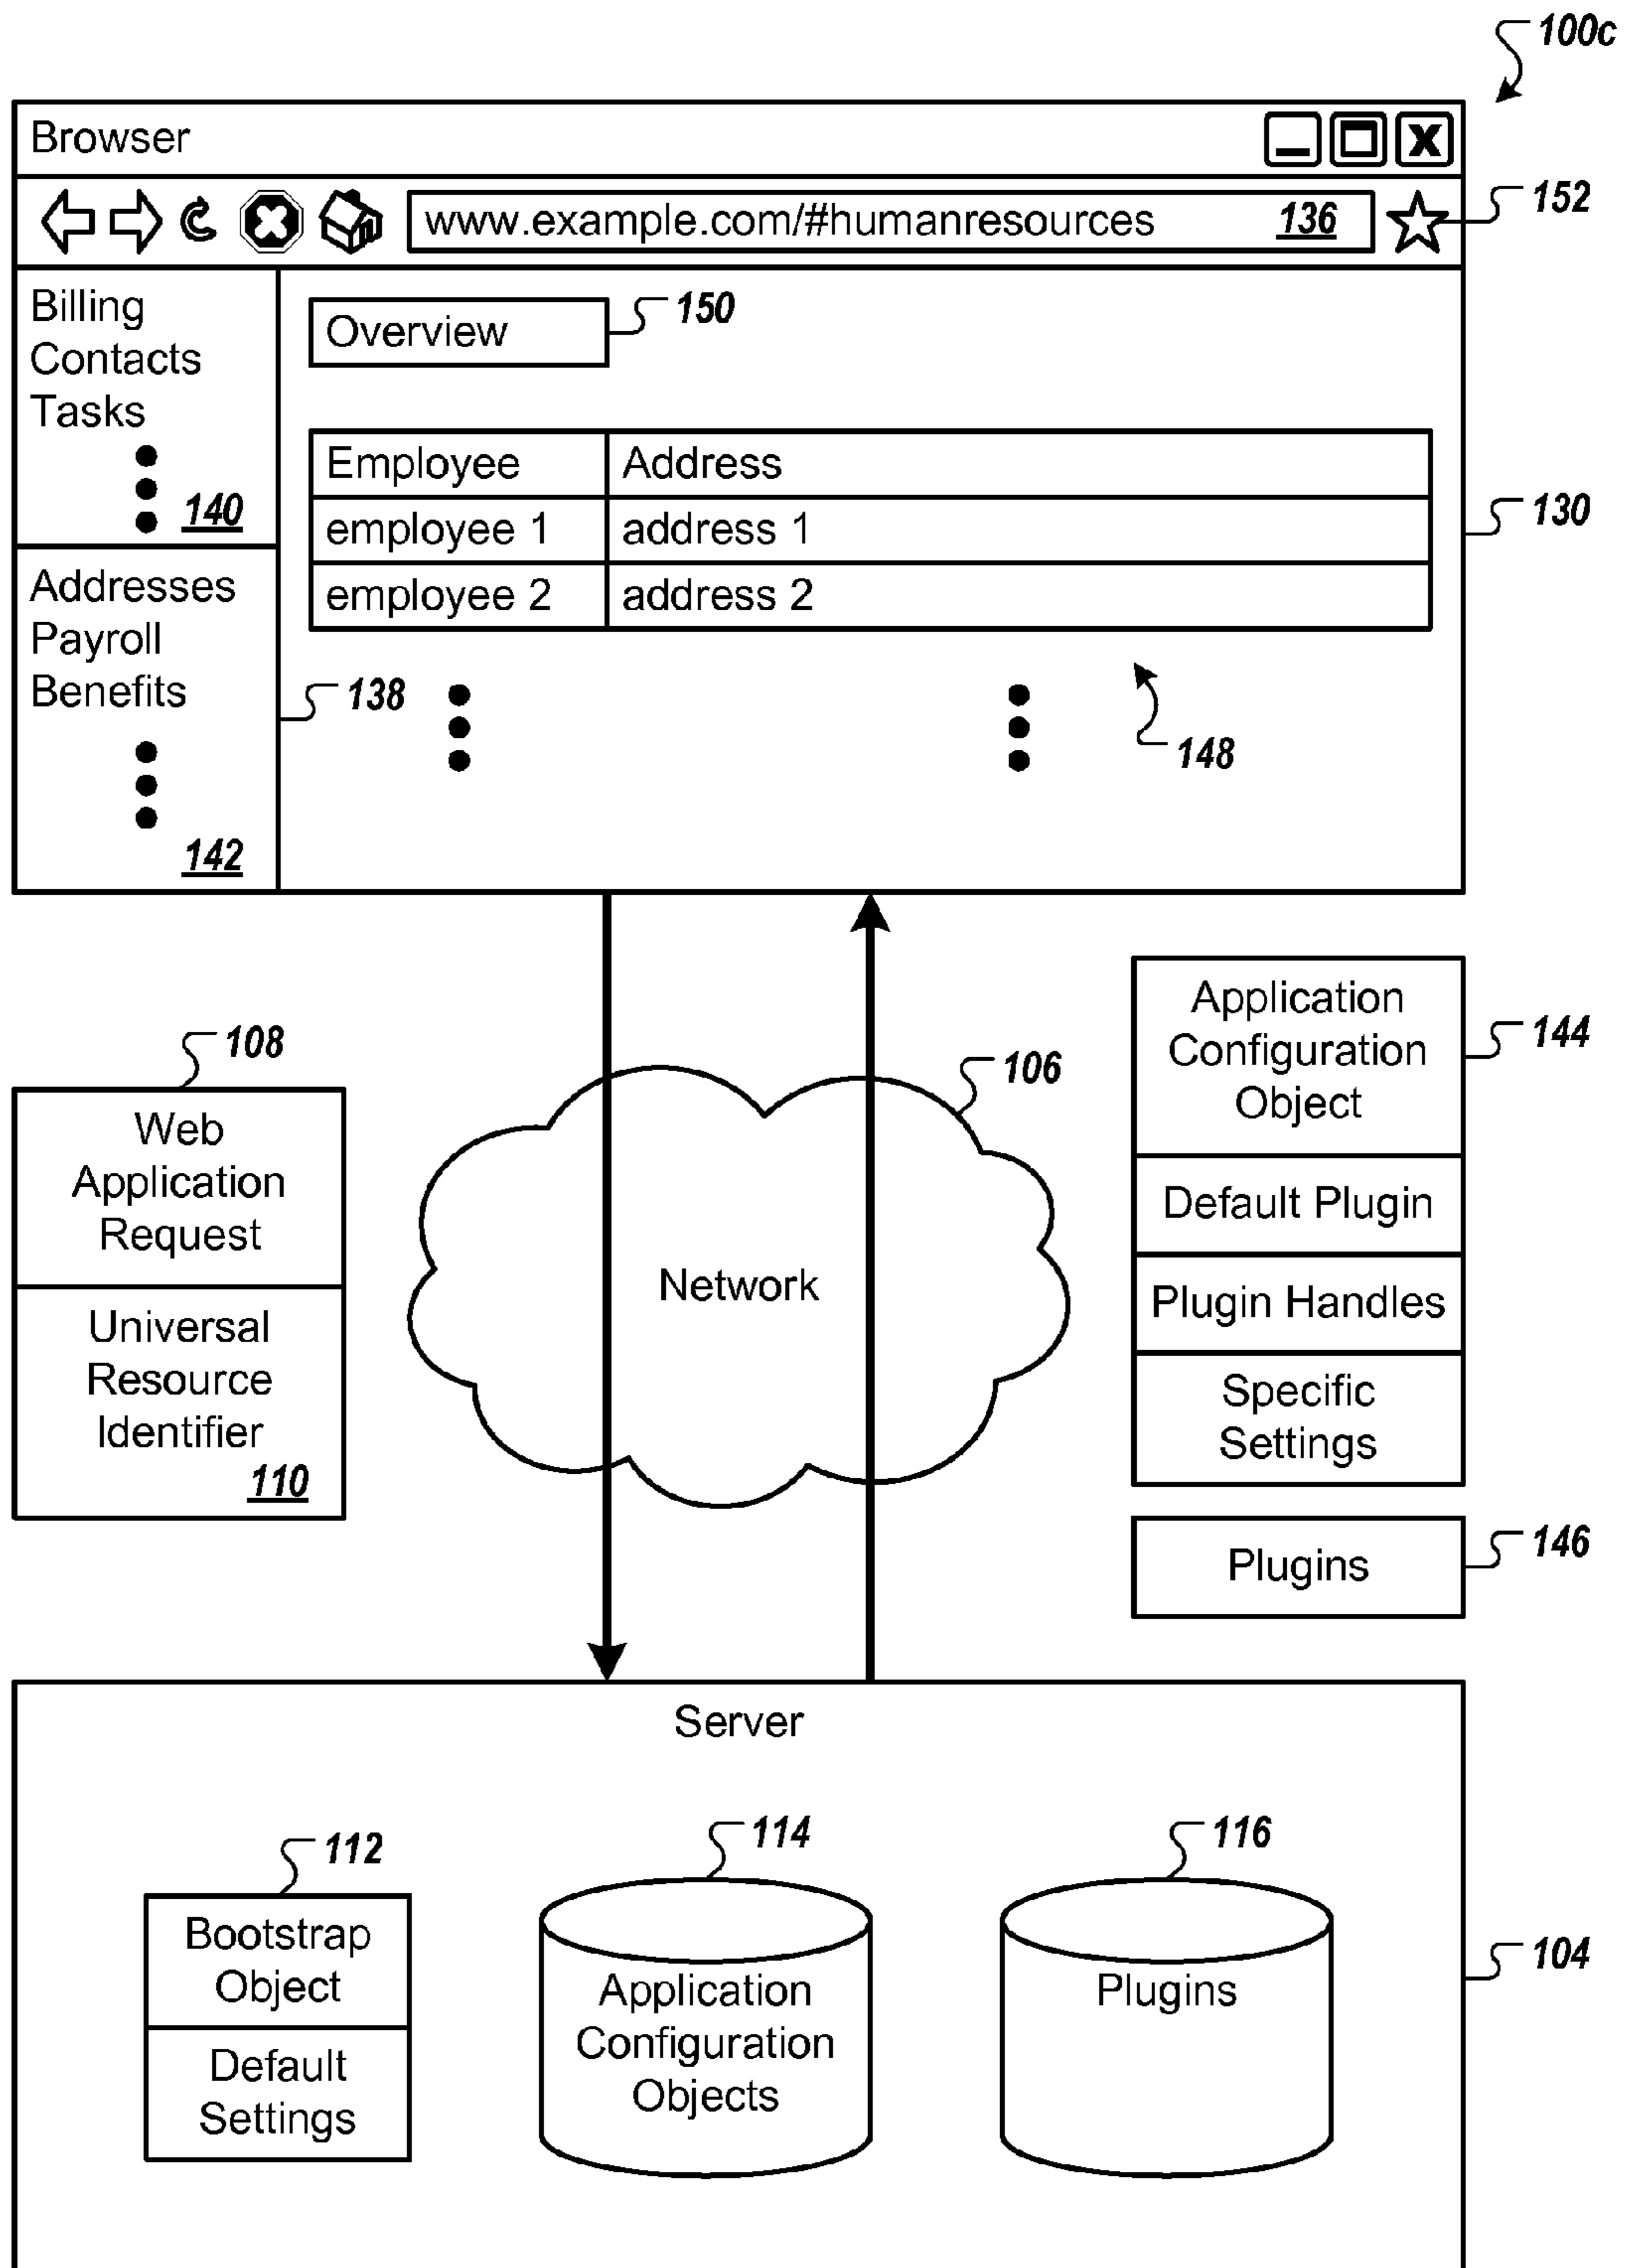 100c
Browser
www.example.com/#humanresources 136
152
Billing
Contacts
Tasks
140
Addresses
Payroll
Benefits
142
138
Overview
150
Employee Address
employee 1 address 1
employee 2 address 2
130
148
108
Web
Application
Request
Universal
Resource
Identifier
110
106
Network
Application
Configuration
Object
144
Default Plugin
Plugin Handles
Specific
Settings
Plugins
146
Server
112
Bootstrap
Object
Default
Settings
114
Application
Configuration
Objects
116
Plugins
104